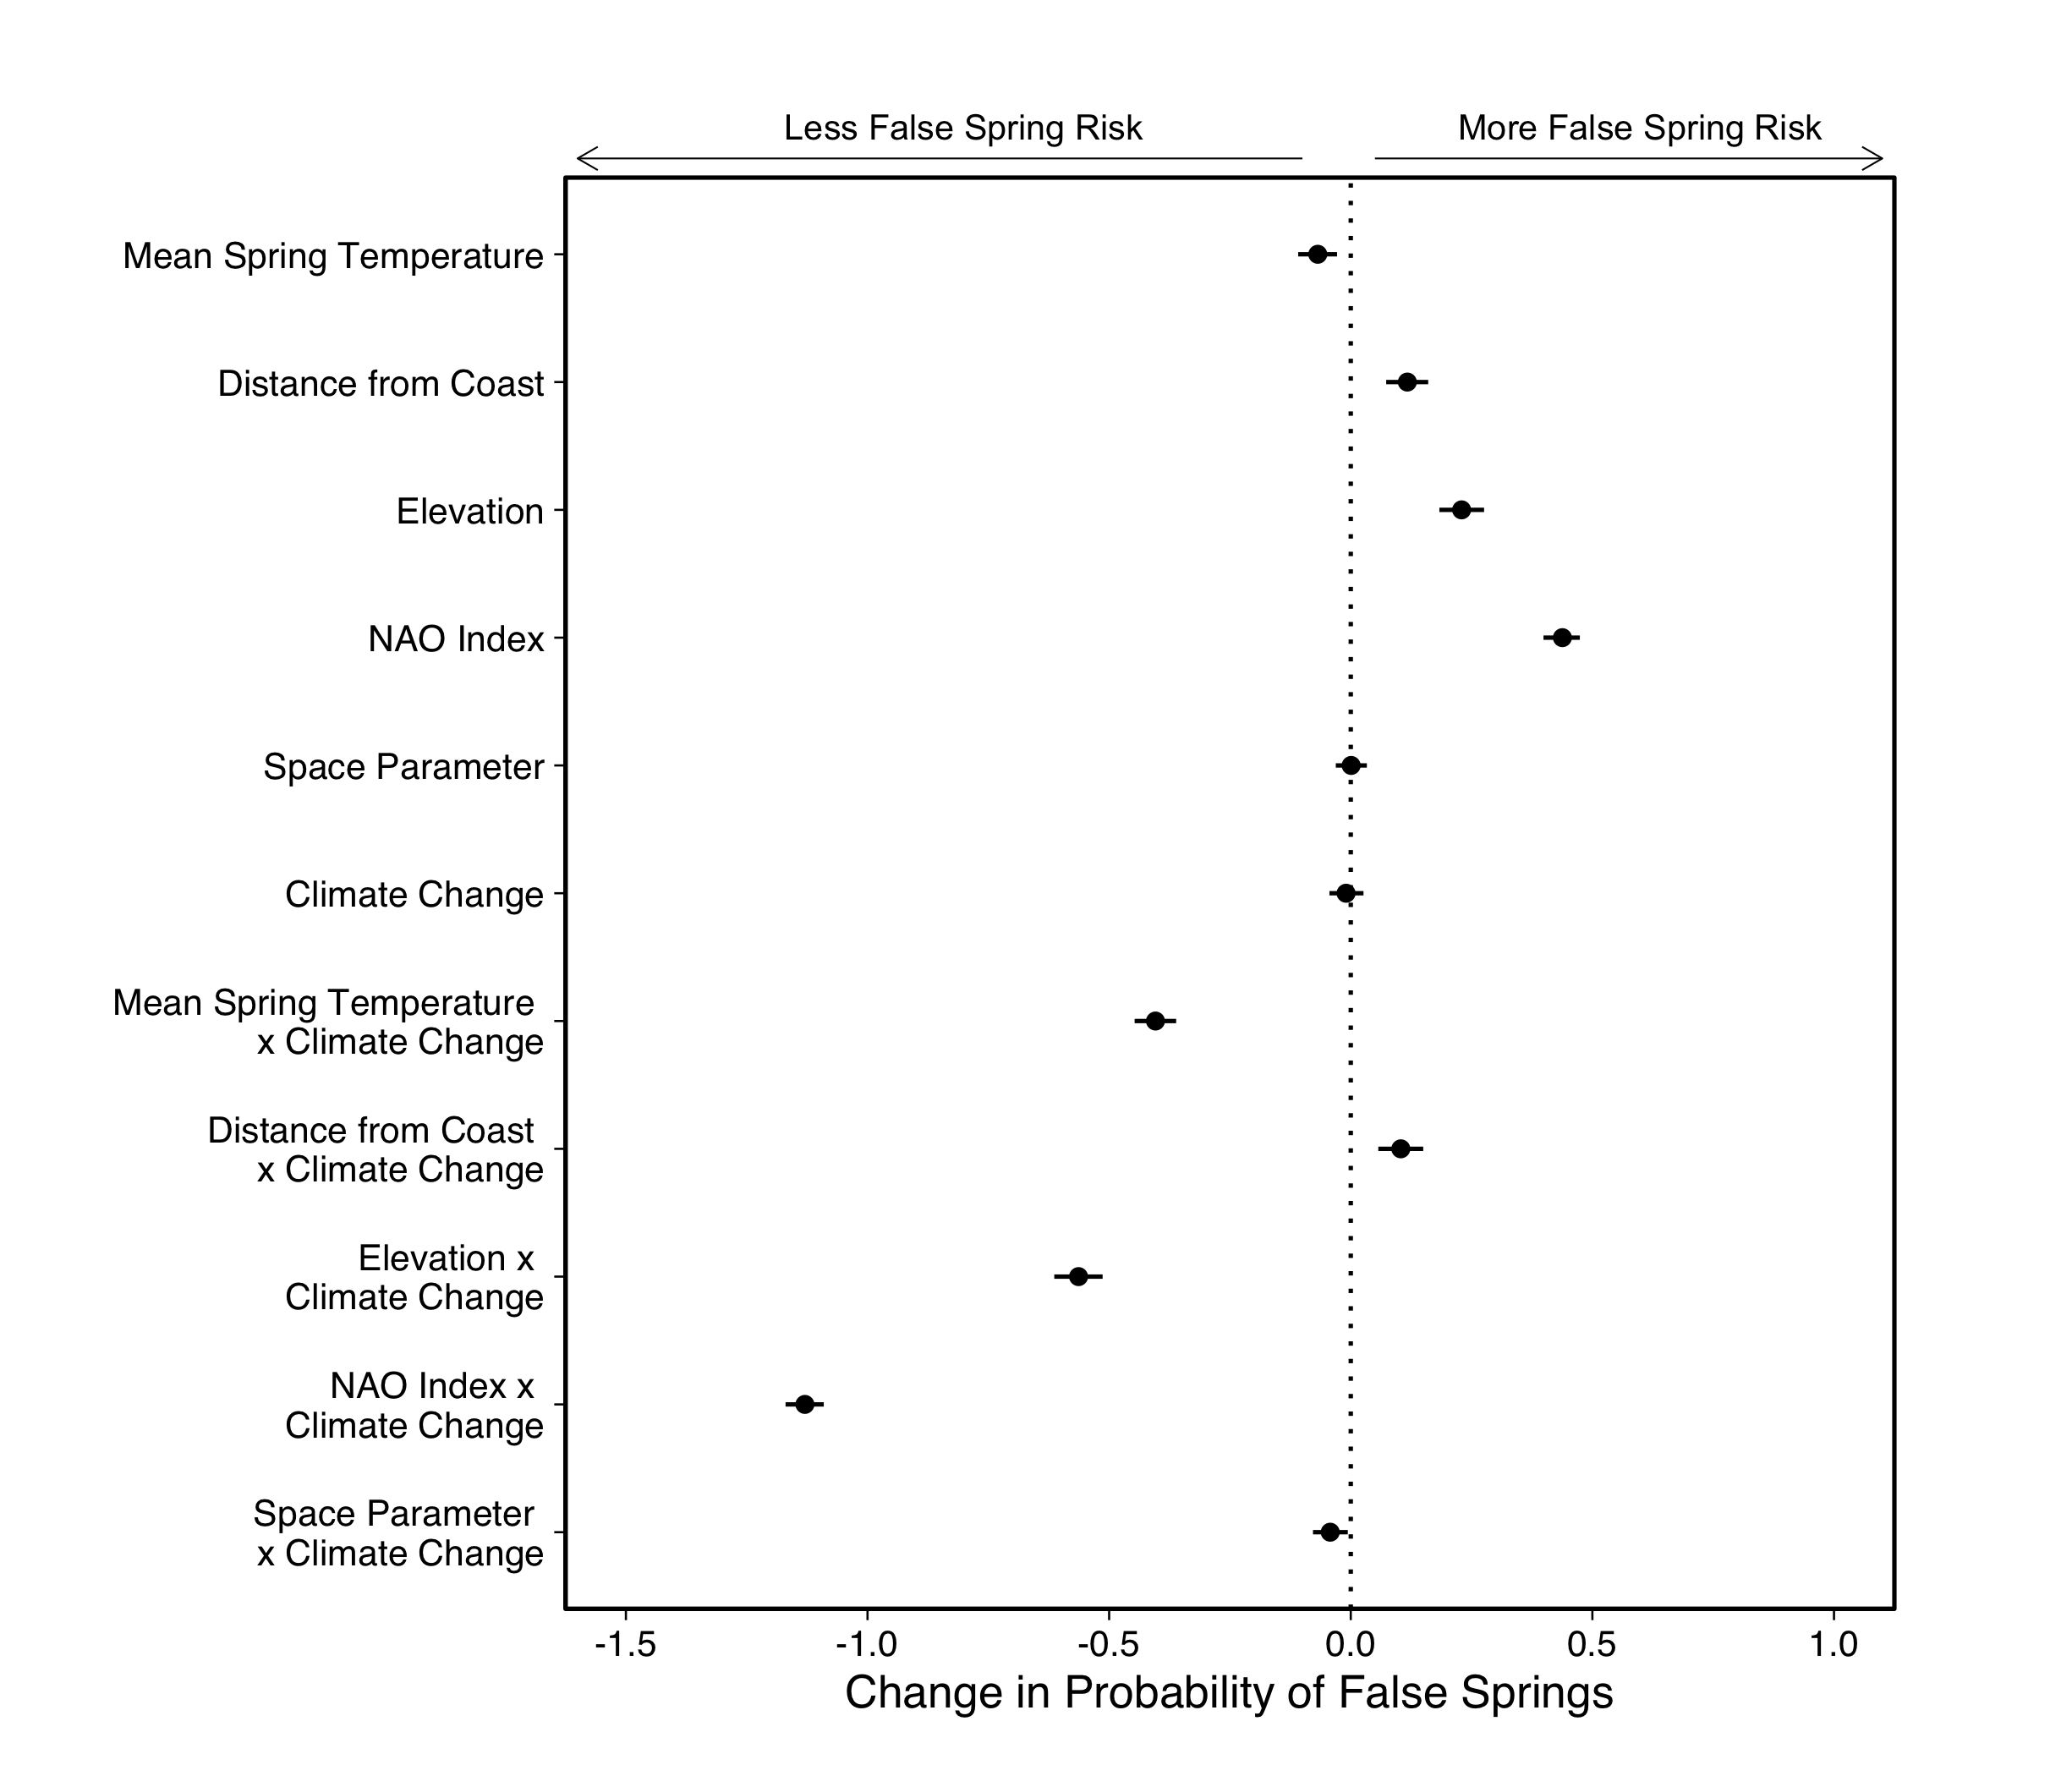 Less False Spring Risk
More False Spring Risk
Mean Spring Temperature
Distance from Coast
Elevation
NAO Index
Space Parameter
Climate Change
Mean Spring Temperature
x Climate Change
Distance from Coast
x Climate Change
Elevation x
Climate Change
NAO Index x
Climate Change
Space Parameter
x Climate Change
-1.5
-1.0
-0.5
0.0
0.5
1.0
Change in Probability of False Springs